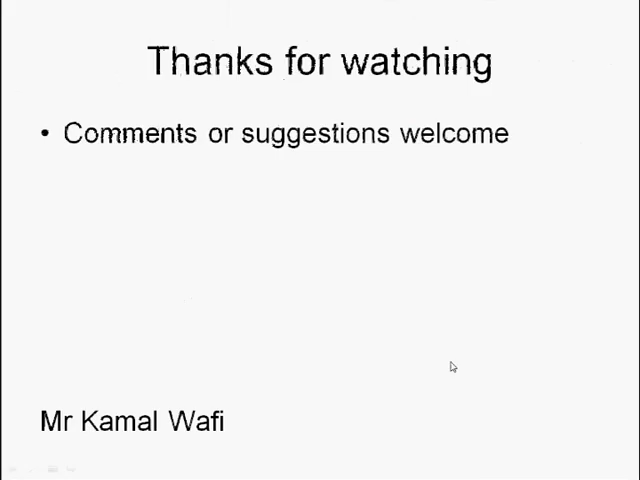 Thanks for watching
• Comments or suggestions welcome
Mr Kamal Wafi